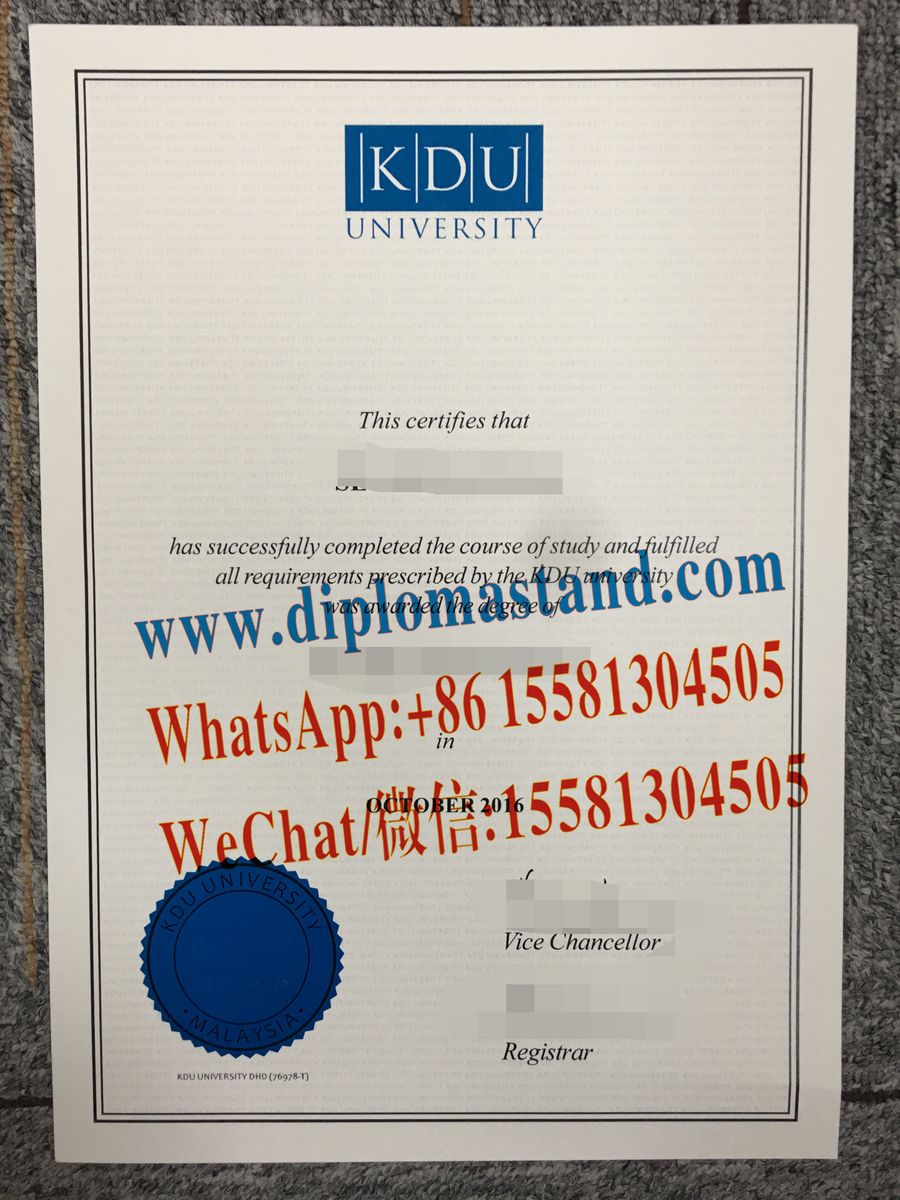 KDU
UNIVERSITY
This certifies that
has successfully completed the course of study and fulfilled
all requirements prescribed by the KDU university
was awarded the degree of
www.diplomastand.com
WhatsApp:+86 15581304505
in
OCTOBER 2016
WeChat/微信:15581304505
KDU UNIVERSITY
MALAYSIA
Vice Chancellor
Registrar
KDU UNIVERSITY DHD (76978-T)